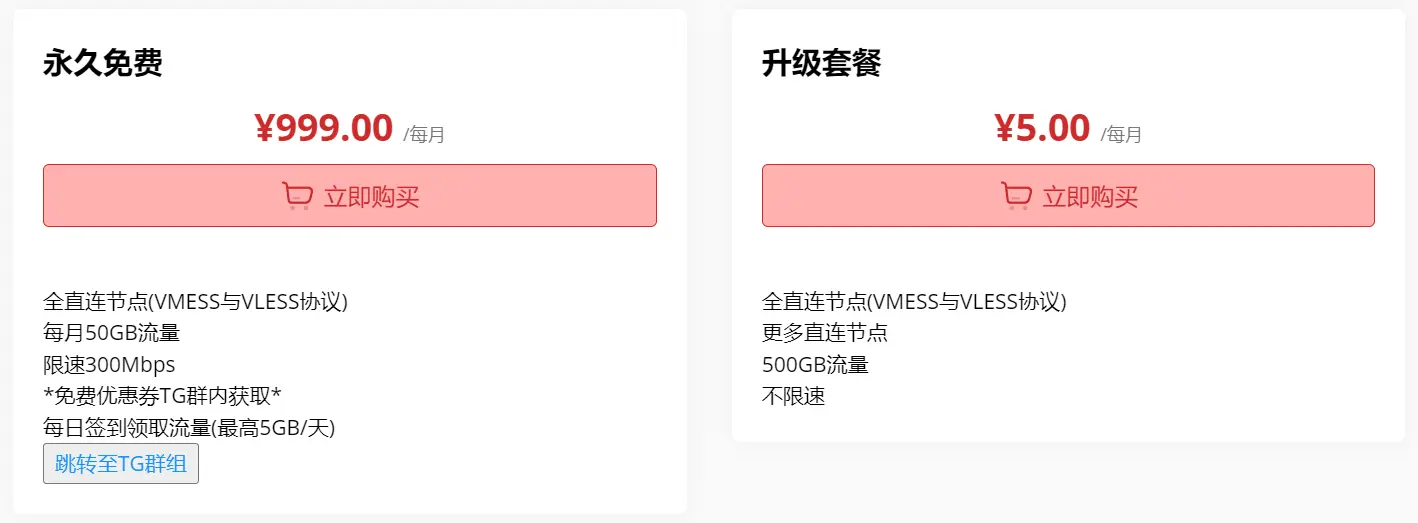 永久免费
¥999.00 /每月
立即购买
全直连节点(VMESS与VLESS协议)
每月50GB流量
限速300Mbps
*免费优惠券TG群内获取*
每日签到领取流量(最高5GB/天)
跳转至TG群组
升级套餐
¥5.00 /每月
立即购买
全直连节点(VMESS与VLESS协议)
更多直连节点
500GB流量
不限速